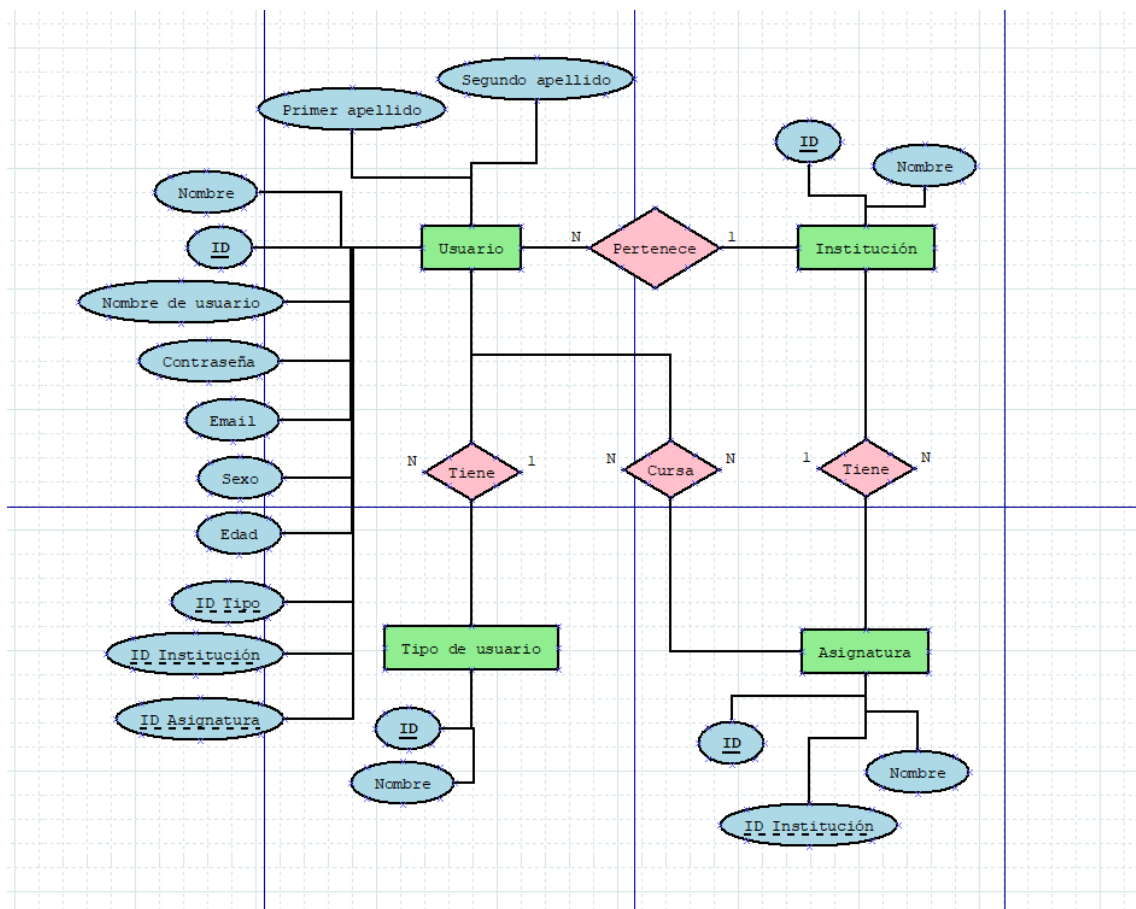 Segundo apellido
Primer apellido
ID
Nombre
Nombre
ID
Usuario
N
Pertenece
1
Institución
Nombre de usuario
Contraseña
Email
Sexo
Edad
N
Tiene
1
N
Cursa
N
1
Tiene
N
ID Tipo
ID Institución
ID Asignatura
Tipo de usuario
Asignatura
ID
Nombre
ID
Nombre
ID Institución